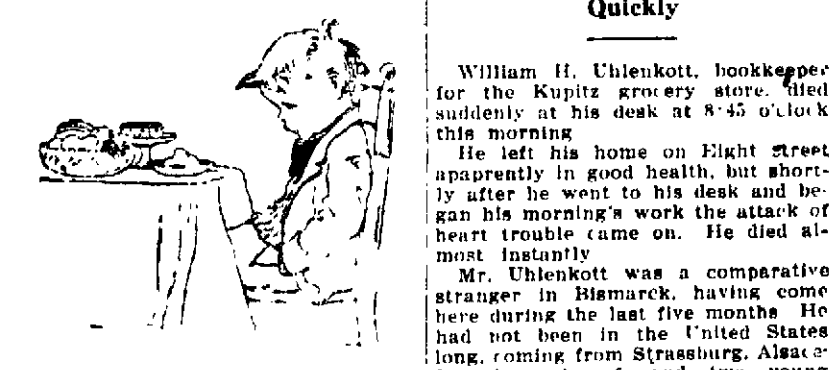 Quickly
William H. Uhlenkott, bookkeeper
for the Kupitz grocery store, died
suddenly at his desk at 8:45 o'clock
this morning
He left his home on Eight street
apaprently in good health, but short-
ly after he went to his desk and be-
gan his morning's work the attack of
heart trouble came on. He died al-
most instantly
Mr. Uhlenkott was a comparative
stranger in Bismarck, having come
here during the last five months He
had not been in the United States
long, coming from Strassburg, Alsace-